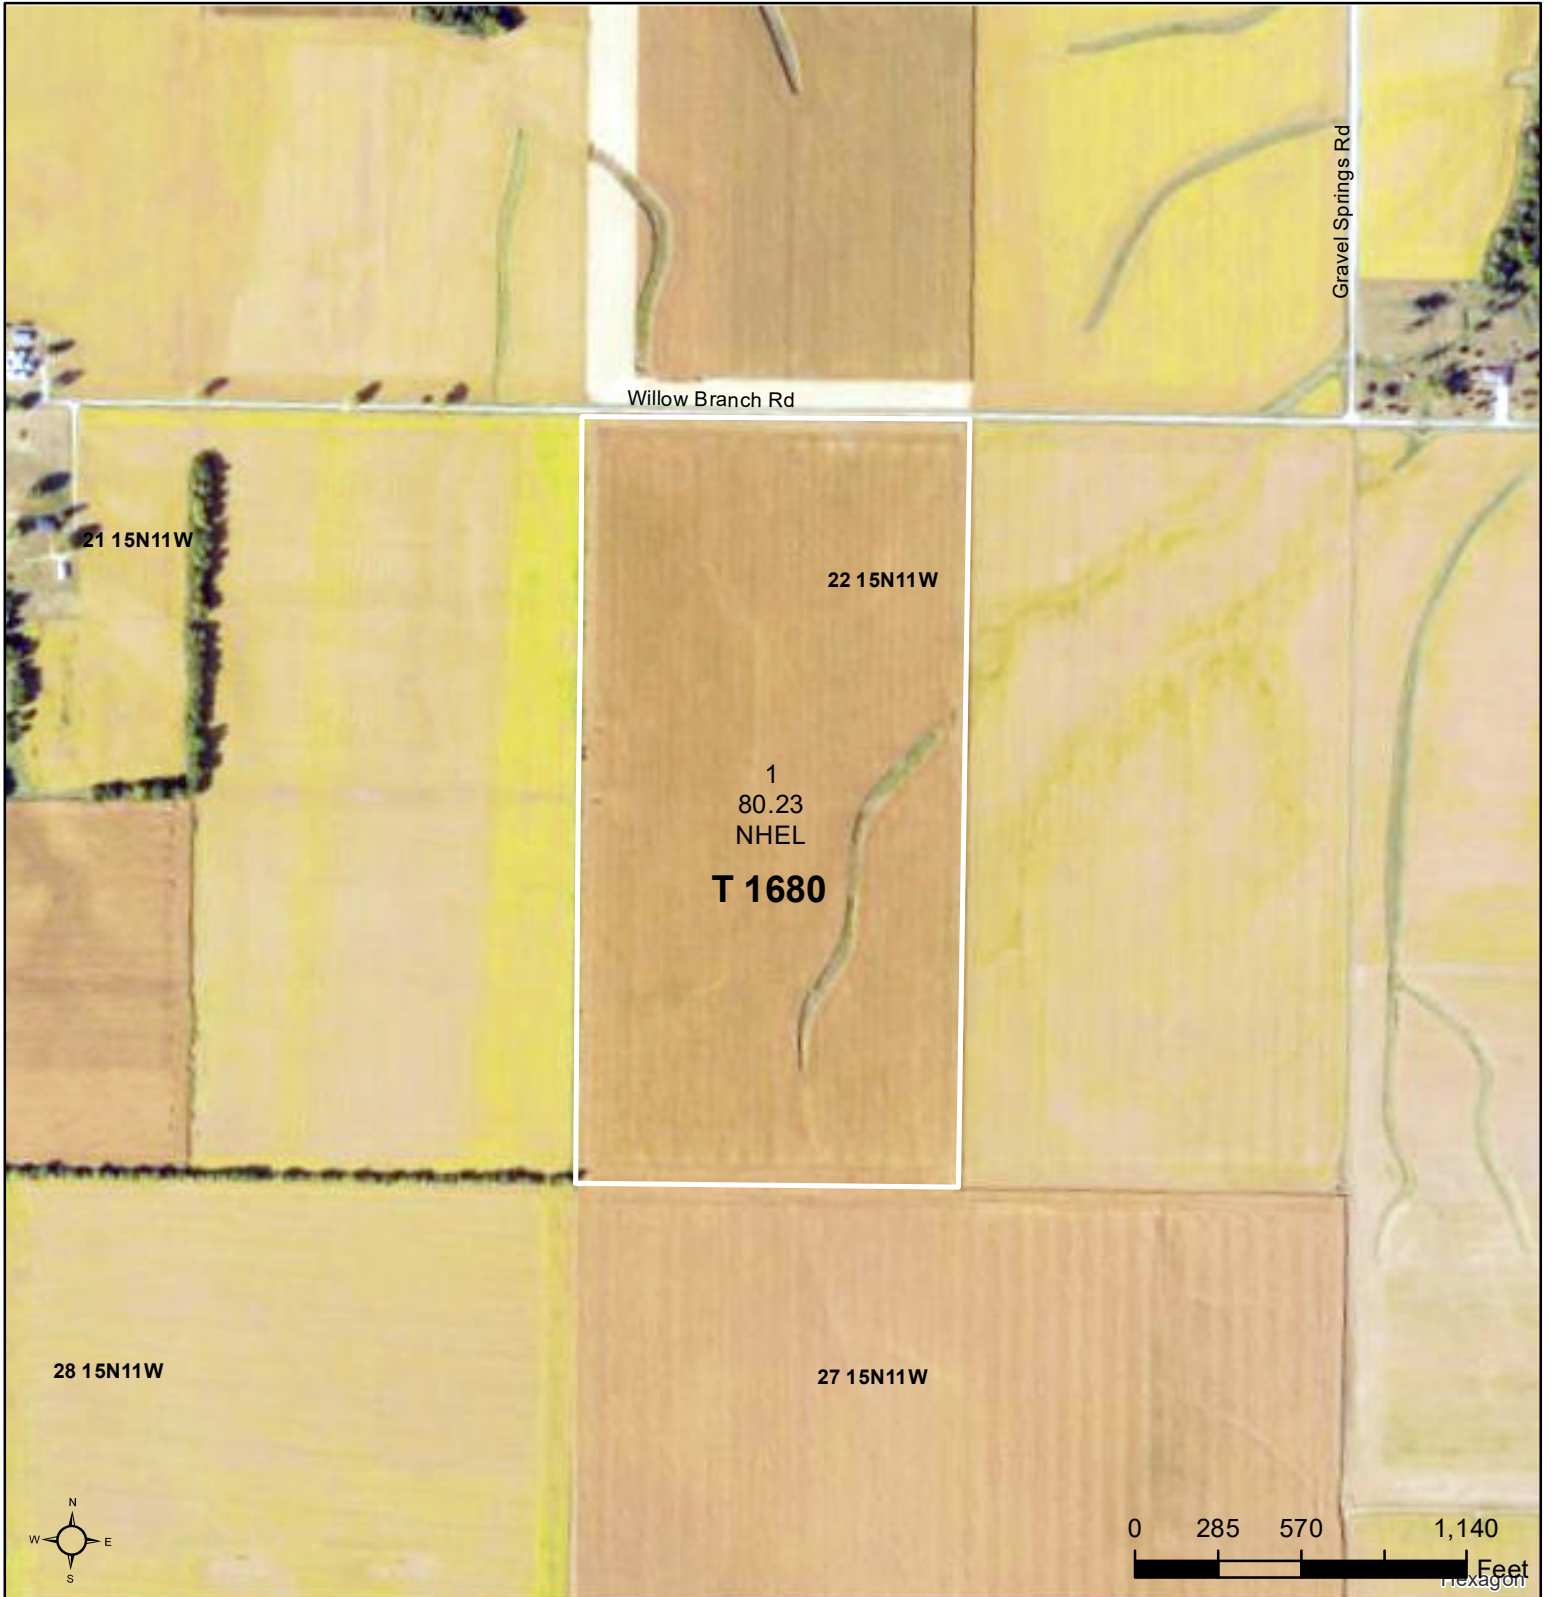 Gravel Springs Rd
Willow Branch Rd
21 15N11W
22 15N11W
1
80.23
NHEL
T 1680
28 15N11W
27 15N11W
N
W E
S
0 285 570 1,140
Feet
Hexagon